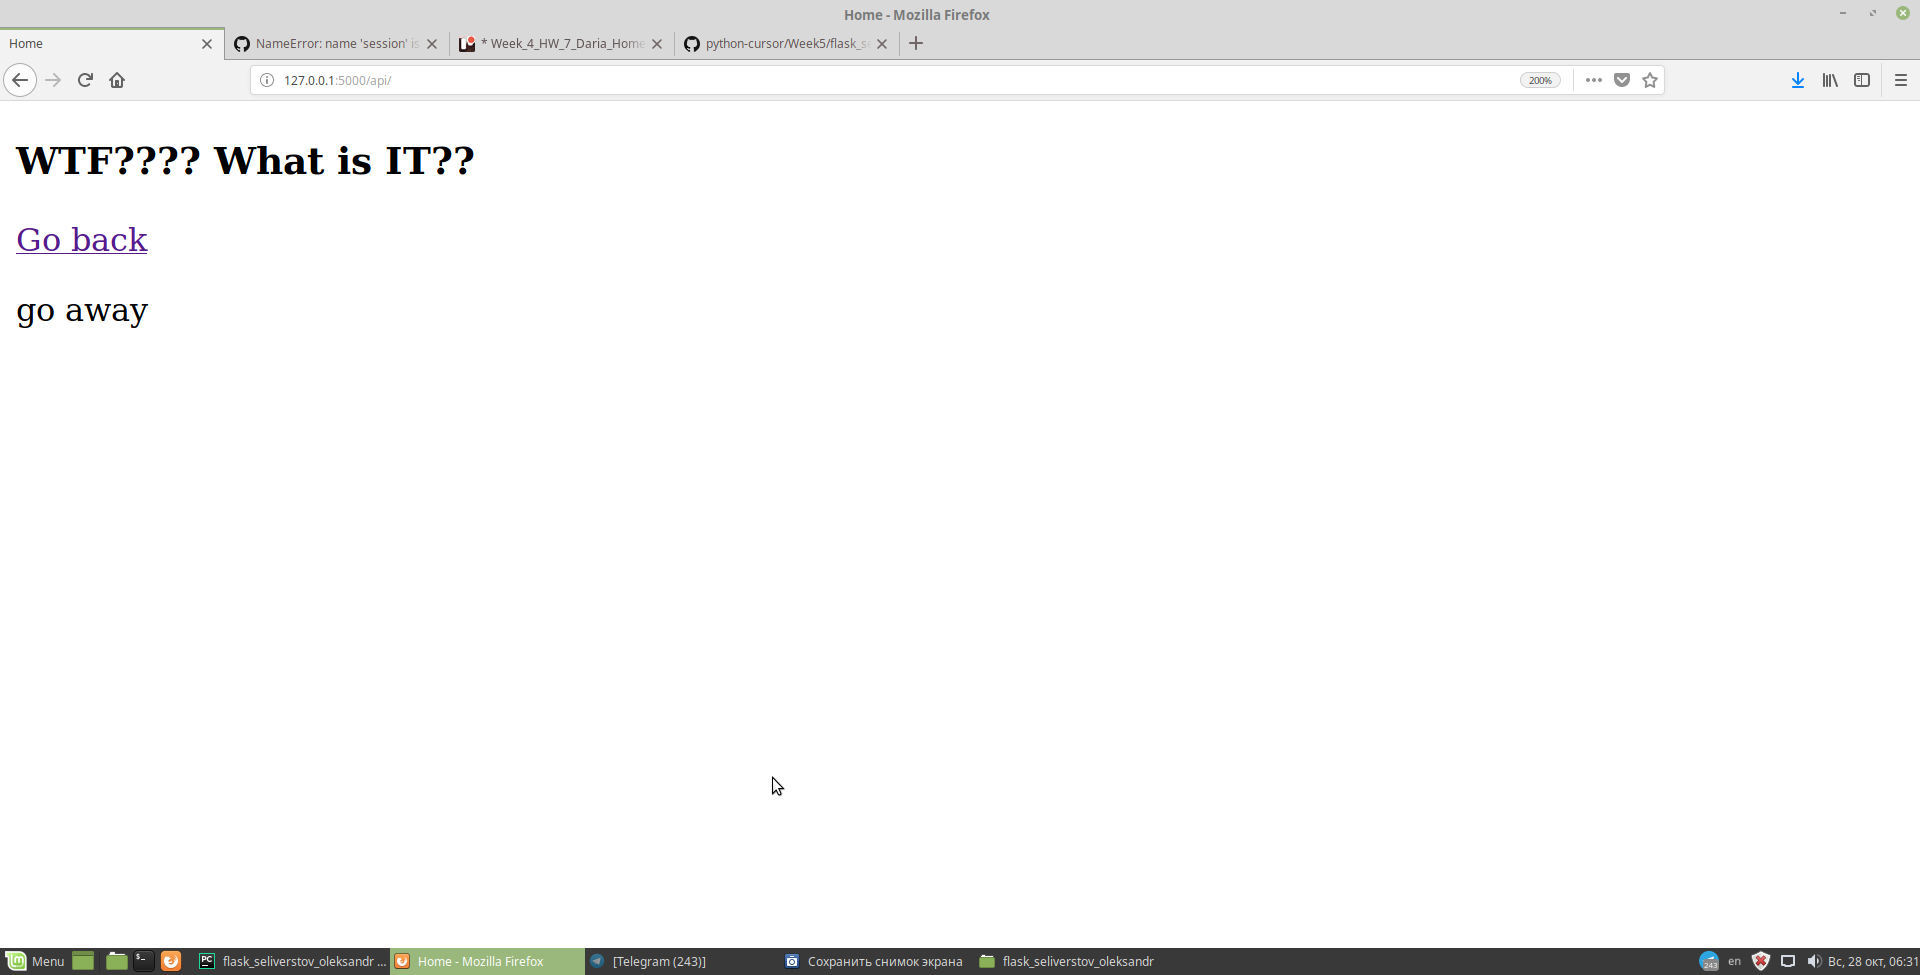 Home - Mozilla Firefox
Home
NameError: name 'session' is
* Week_4_HW_7_Daria_Home
python-cursor/Week5/flask_s
127.0.0.1:5000/api/
200%
WTF???? What is IT??
Go back
go away
Menu
flask_seliverstov_oleksandr ...
Home - Mozilla Firefox
[Telegram (243)]
Сохранить снимок экрана
flask_seliverstov_oleksandr
243
en
Вс, 28 окт, 06:31